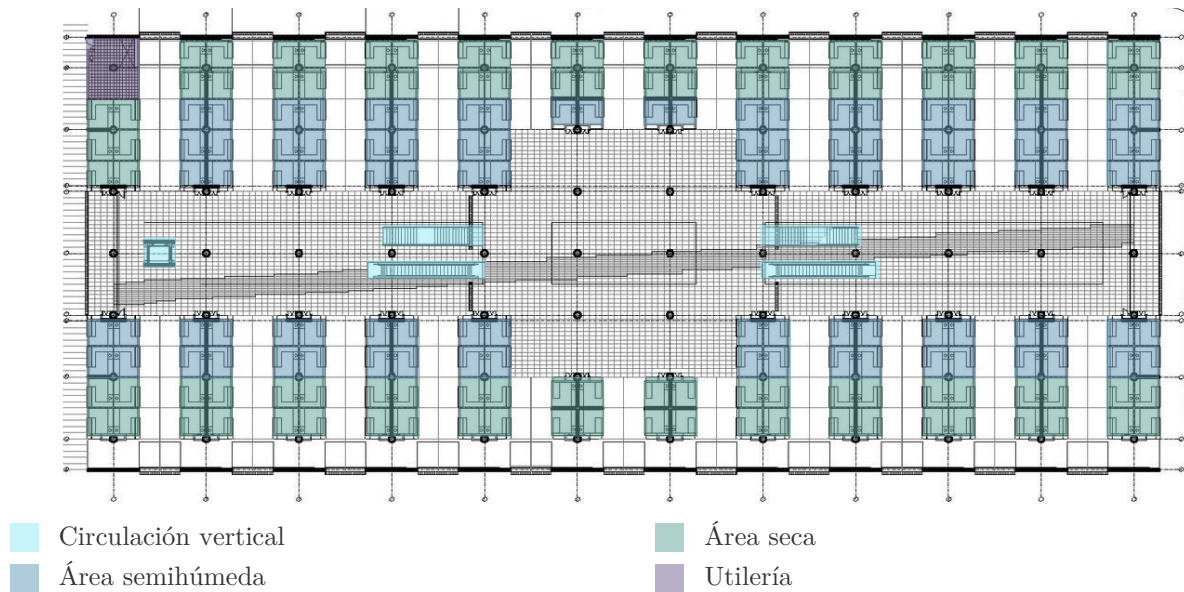 Circulación vertical
Área semihúmeda
Área seca
Utilería